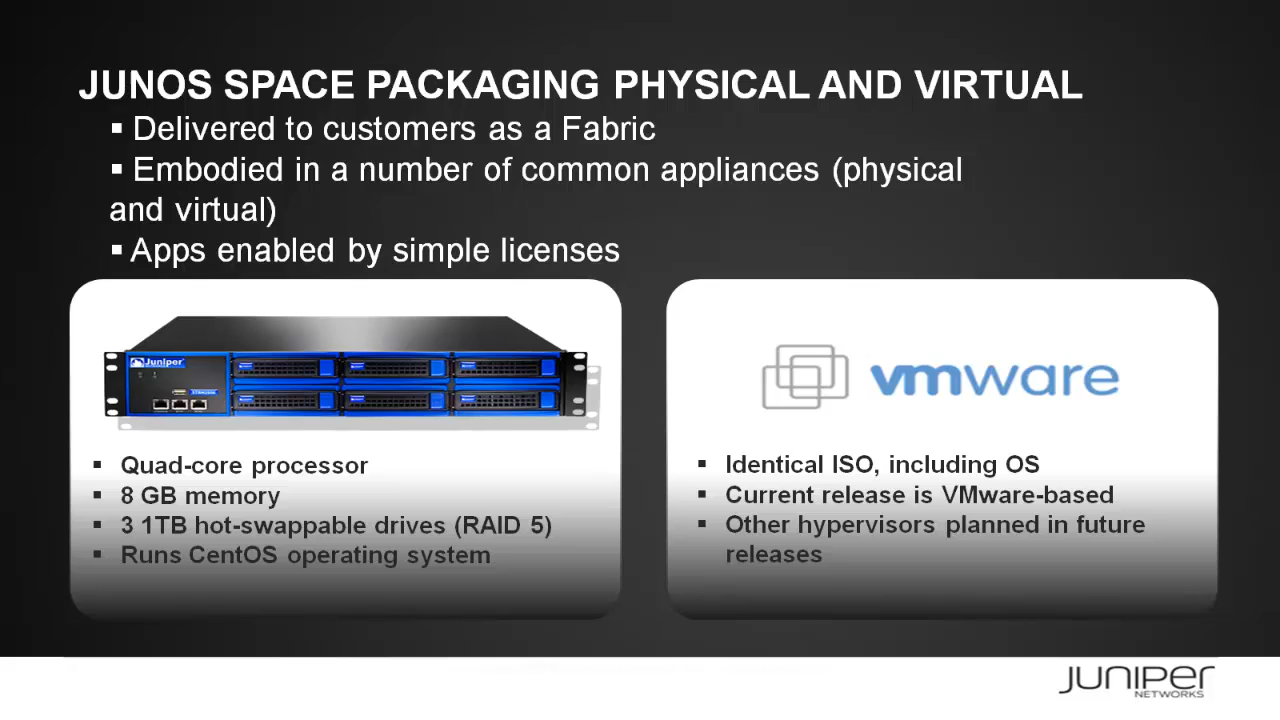 JUNOS SPACE PACKAGING PHYSICAL AND VIRTUAL
▪ Delivered to customers as a Fabric
▪ Embodied in a number of common appliances (physical
and virtual)
▪ Apps enabled by simple licenses
Juniper
▪ Quad-core processor
▪ 8 GB memory
▪ 3 1TB hot-swappable drives (RAID 5)
▪ Runs CentOS operating system
vmware
▪ Identical ISO, including OS
▪ Current release is VMware-based
▪ Other hypervisors planned in future
releases
JUNIPER
NETWORKS